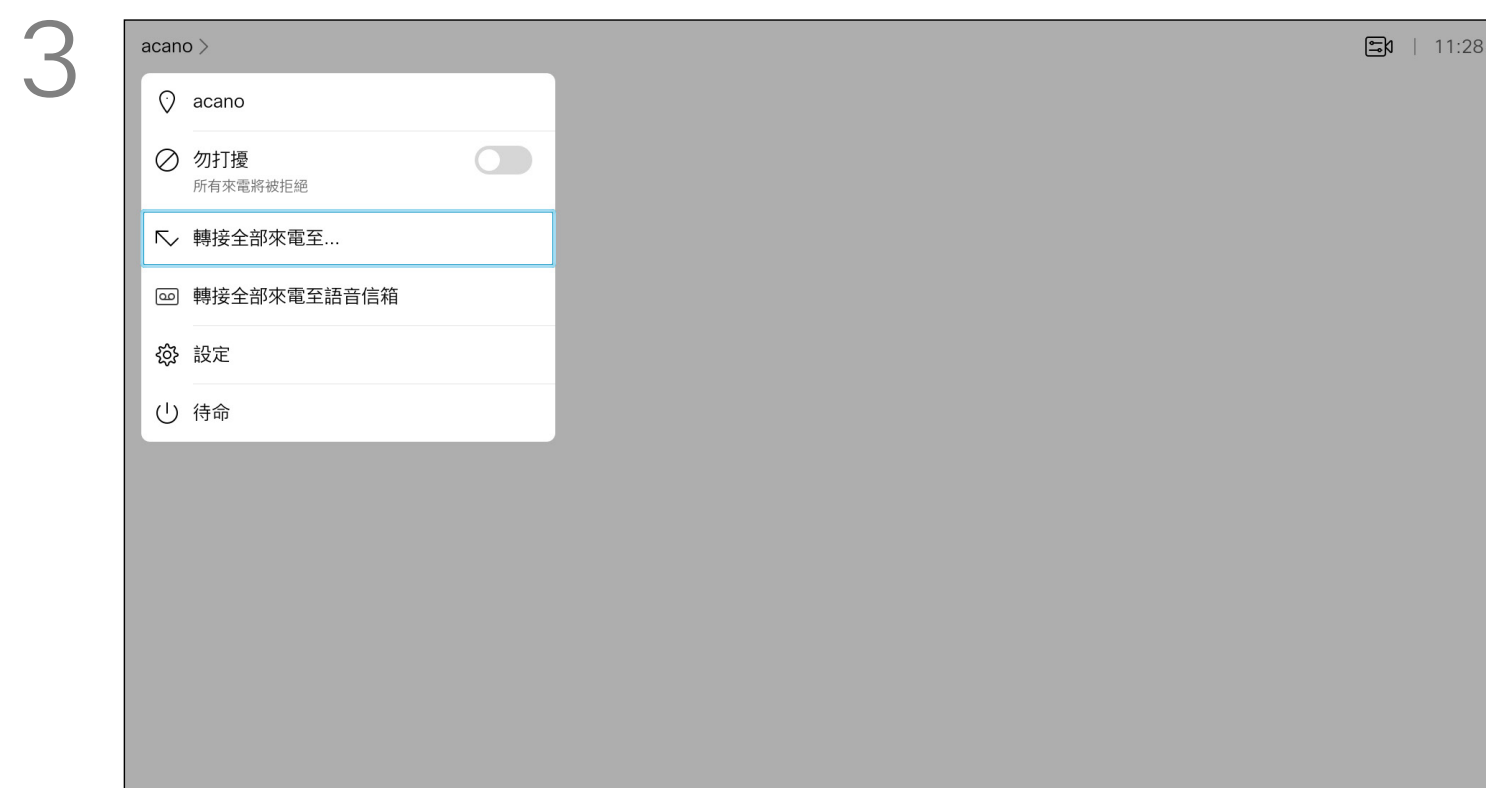 3
acano >
11:28
acano
勿打擾
所有來電將被拒絕
轉接全部來電至...
轉接全部來電至語音信箱
設定
待命